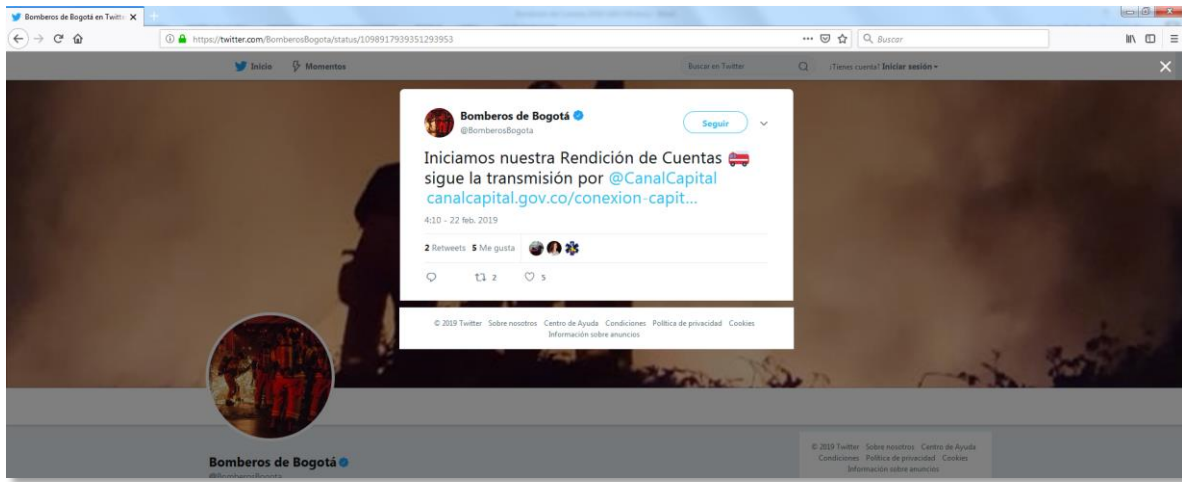 Bomberos de Bogotá en Twitte
https://twitter.com/BomberosBogota/status/1098917939351293953
Buscar
Inicio
Momentos
Buscar en Twitter
¿Tienes cuenta? Iniciar sesión
Bomberos de Bogotá
@BomberosBogota
Seguir
Iniciamos nuestra Rendición de Cuentas
sigue la transmisión por @CanalCapital
canalcapital.gov.co/conexion-capit...
4:10 - 22 feb. 2019
2 Retweets 5 Me gusta
2 5
© 2019 Twitter Sobre nosotros Centro de Ayuda Condiciones Política de privacidad Cookies
Información sobre anuncios
Bomberos de Bogotá
@BomberosBogota
© 2019 Twitter Sobre nosotros Centro de Ayuda
Condiciones Política de privacidad Cookies
Información sobre anuncios